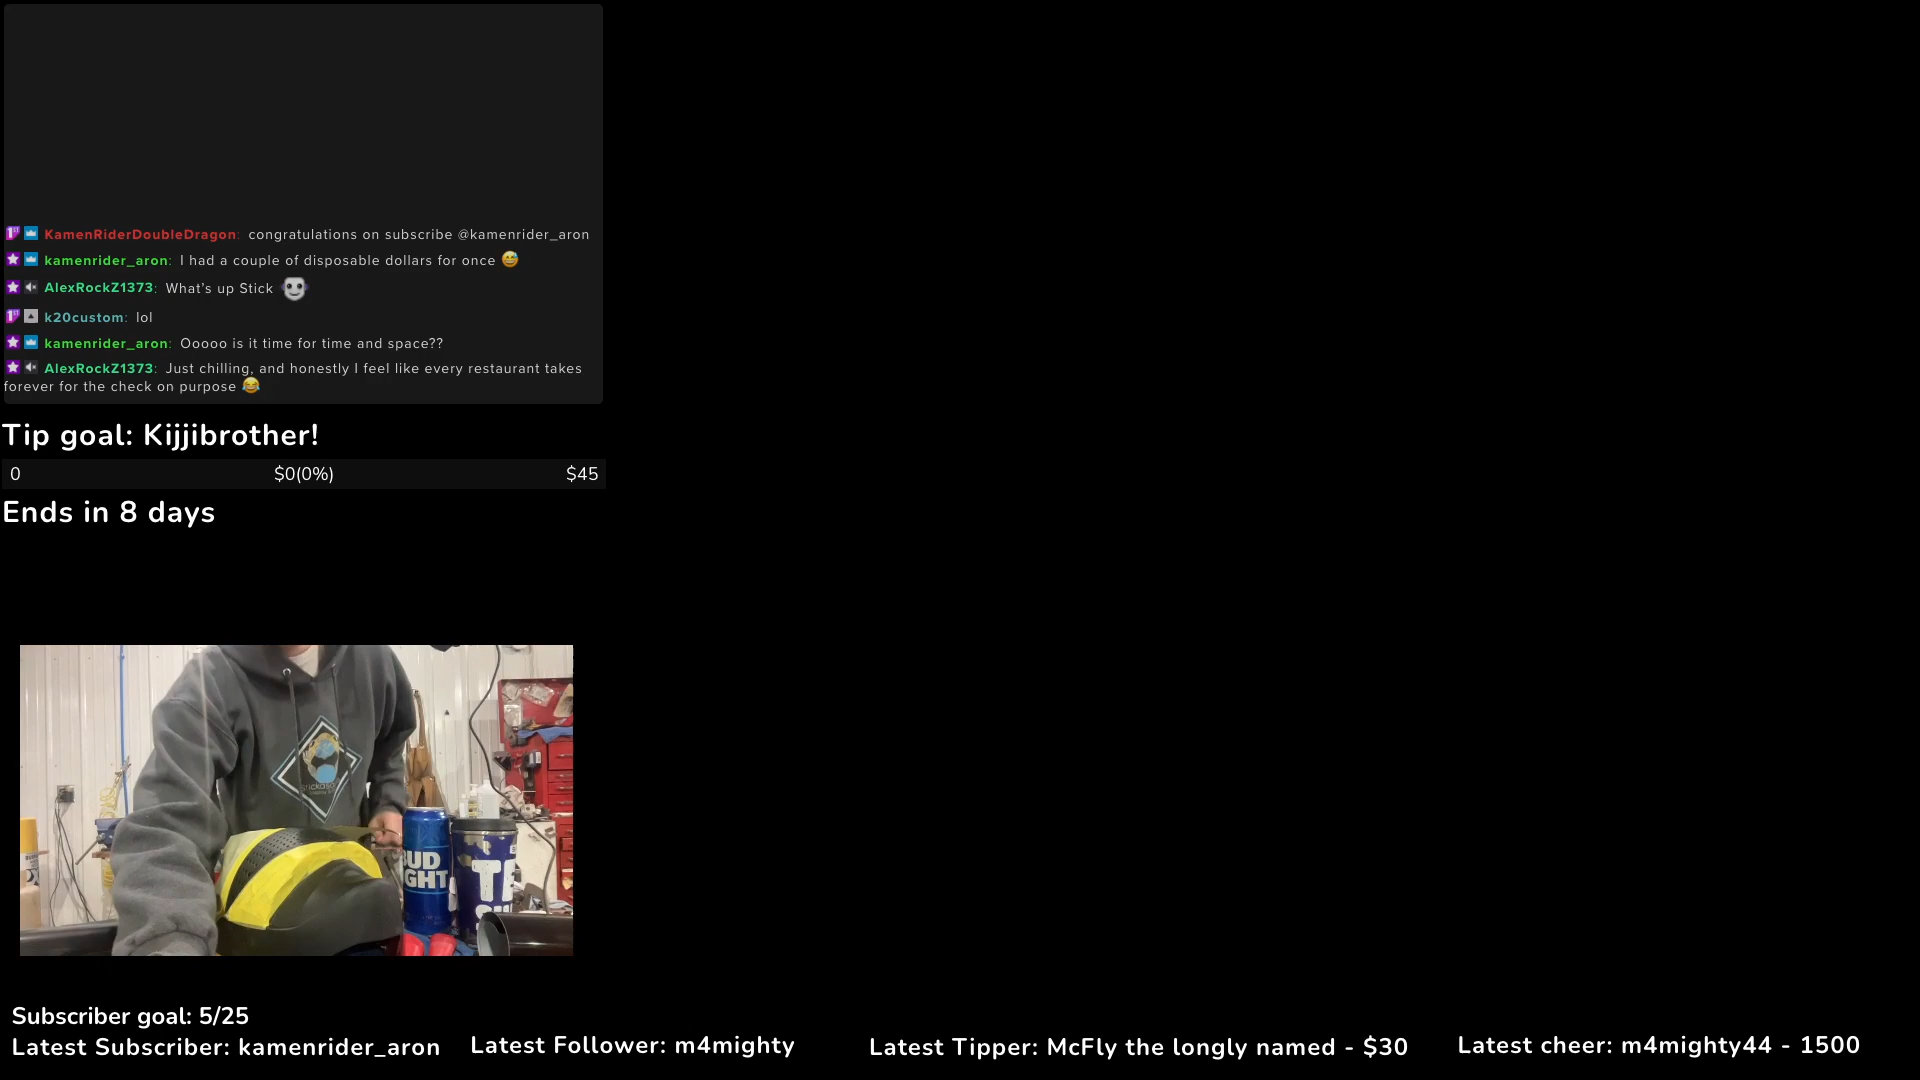 KamenRiderDoubleDragon: congratulations on subscribe @kamenrider_aron
kamenrider_aron: I had a couple of disposable dollars for once 😅
AlexRockZ1373: What's up Stick
k20custom: lol
kamenrider_aron: Ooooo is it time for time and space??
AlexRockZ1373: Just chilling, and honestly I feel like every restaurant takes
forever for the check on purpose 😂
Tip goal: Kijjibrother!
0 $0(0%) $45
Ends in 8 days
Subscriber goal: 5/25
Latest Subscriber: kamenrider_aron
Latest Follower: m4mighty
Latest Tipper: McFly the longly named - $30
Latest cheer: m4mighty44 - 1500